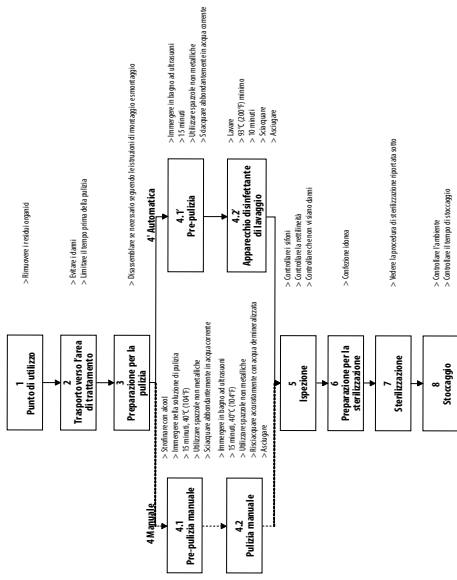 1
Punto di utilizzo
> Rimuovere i residui organici
2
Trasporto verso l'area
di trattamento
> Evitare i danni
> Limitare il tempo prima della pulizia
3
Preparazione per la
pulizia
> Disassemblare se necessario seguendo le istruzioni di montaggio e smontaggio
4 Manuale
> Strofinare con alcool
> Immergere nella soluzione di pulizia
> 15 minuti, 40°C (104°F)
> Utilizzare spazzole non metalliche
> Sciacquare abbondantemente in acqua corrente
4.1
Pre-pulizia manuale
> Immergere in bagno ad ultrasuoni
> 15 minuti, 40°C (104°F)
> Utilizzare spazzole non metalliche
> Risciacquare accuratamente con acqua demineralizzata
> Asciugare
4.2
Pulizia manuale
4' Automatica
4.1'
Pre-pulizia
> Immergere in bagno ad ultrasuoni
> 15 minuti
> Utilizzare spazzole non metalliche
> Sciacquare abbondantemente in acqua corrente
4.2'
Apparecchio disinfettante
di lavaggio
> Lavare
> 93°C (200°F) minimo
> 10 minuti
> Sciacquare
> Asciugare
5
Ispezione
> Controllare i sifoni
> Controllare la rettilineità
> Controllare che non vi siano danni
6
Preparazione per la
sterilizzazione
> Confezione idonea
7
Sterilizzazione
> Vedere la procedura di sterilizzazione riportata sotto
8
Stoccaggio
> Controllare l'ambiente
> Controllare il tempo di stoccaggio